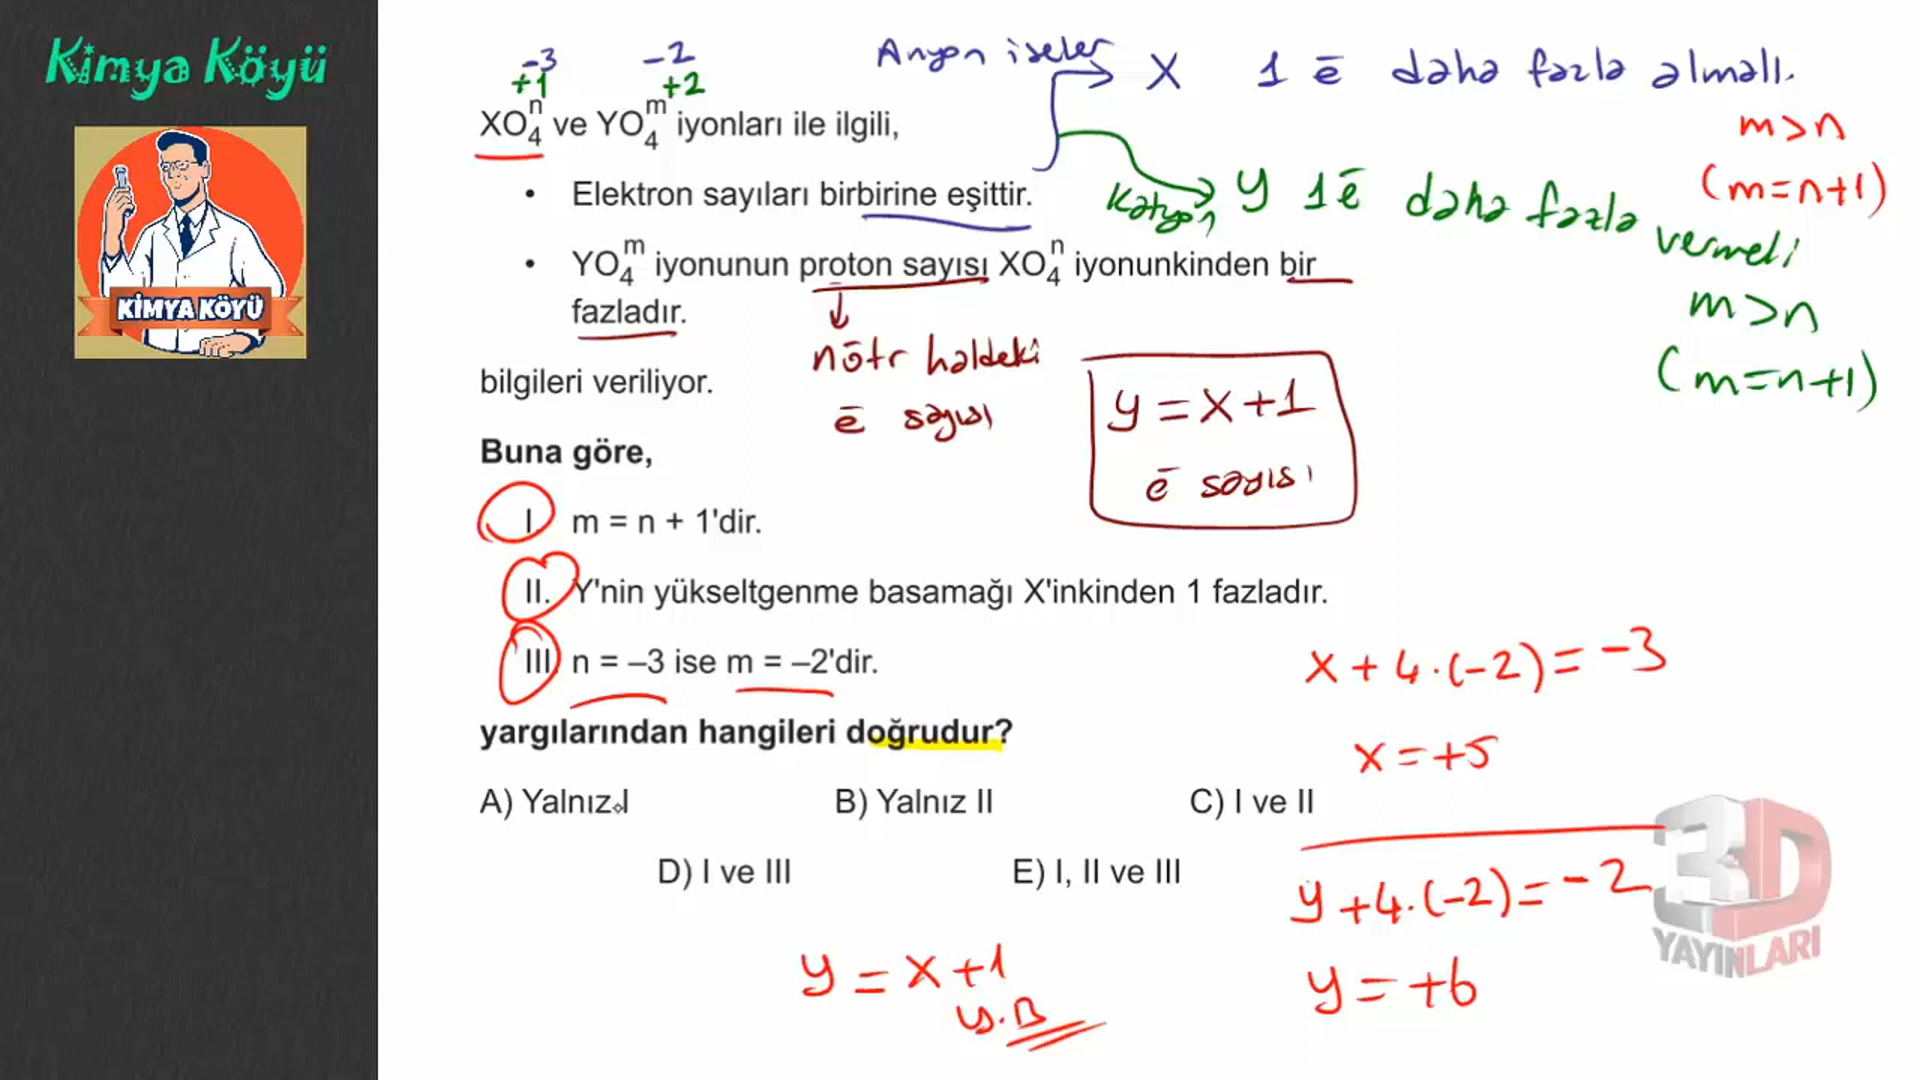 Kimya Köyü
KİMYA KÖYÜ
-3 -2
+1 +2
Anyon iseler → X 1 ē daha fazla almalı.
XO₄ⁿ ve YO₄ᵐ iyonları ile ilgili,
m>n
(m=n+1)
• Elektron sayıları birbirine eşittir.
Katyon → Y 1ē daha fazla vermeli
m>n
(m=n+1)
• YO₄ᵐ iyonunun proton sayısı XO₄ⁿ iyonunkinden bir
fazladır.
nötr haldeki
ē sayısı
bilgileri veriliyor.
y = x+1
ē sayısı
Buna göre,
I. m = n + 1'dir.
II. Y'nin yükseltgenme basamağı X'inkinden 1 fazladır.
III. n = –3 ise m = –2'dir.
yargılarından hangileri doğrudur?
x + 4.(-2) = -3
x = +5
A) Yalnız I B) Yalnız II C) I ve II
D) I ve III E) I, II ve III
y + 4.(-2) = -2
y = +6
y = x +1
y.B
3D
YAYINLARI